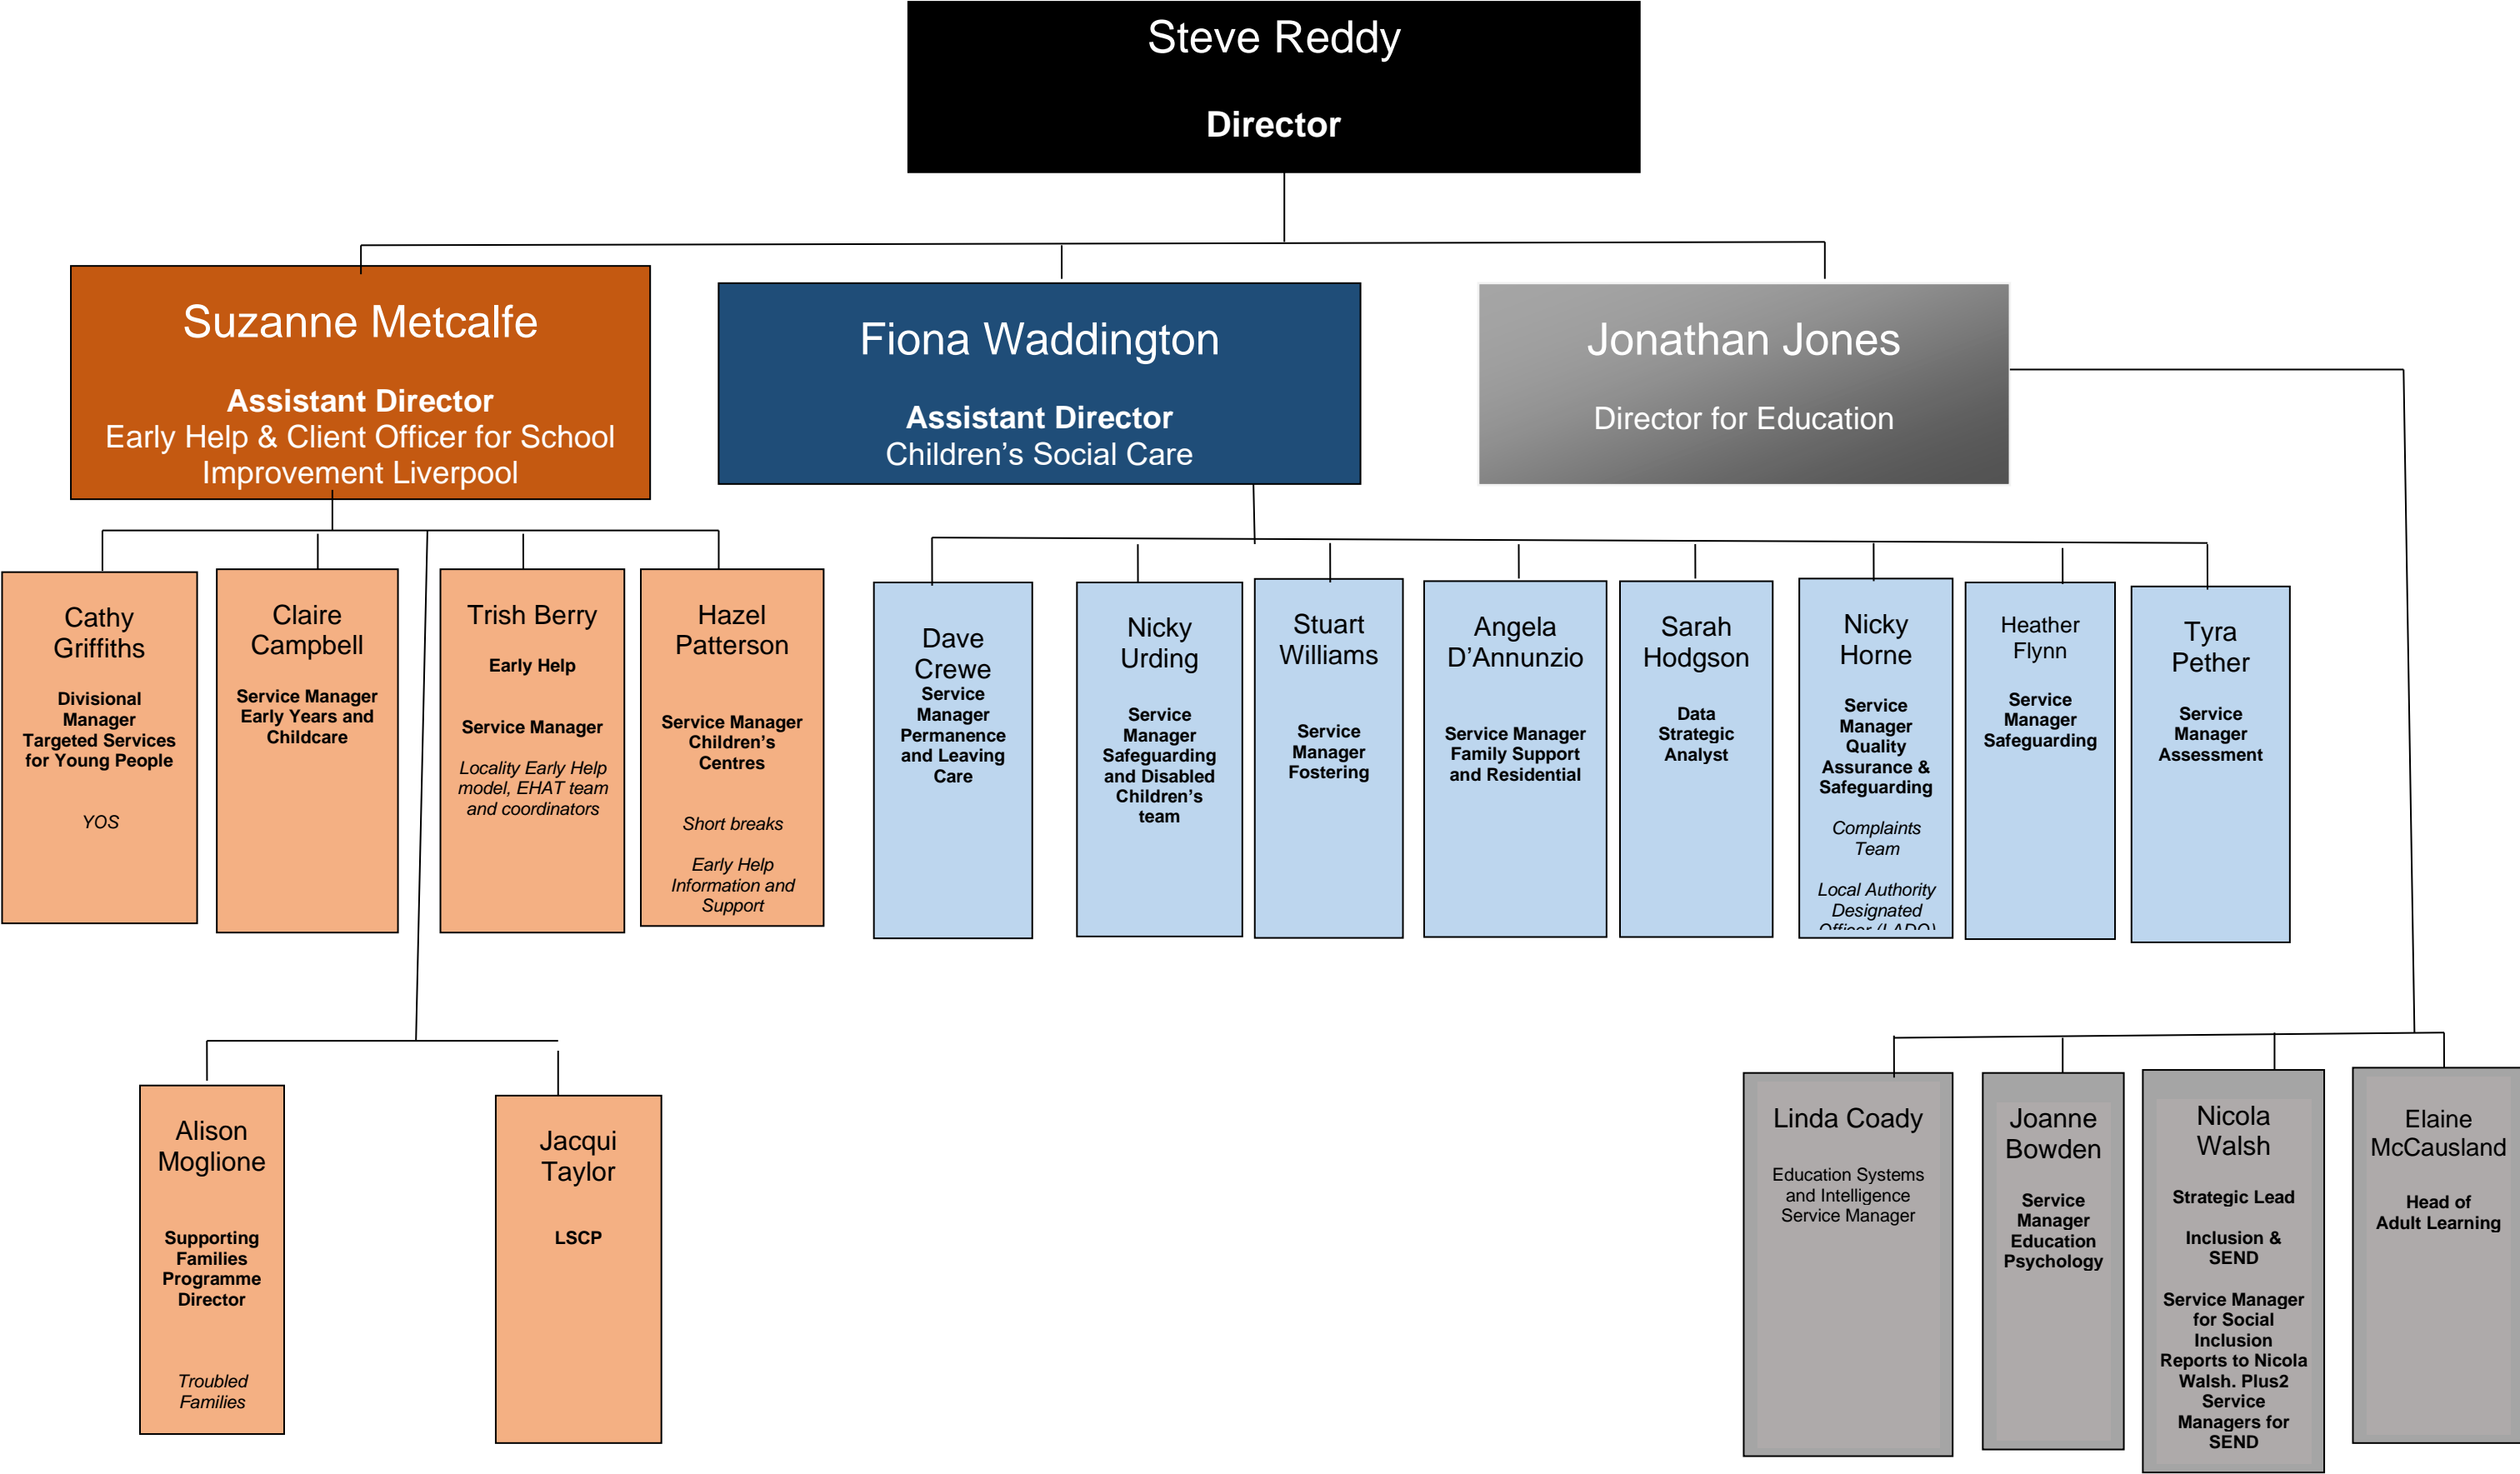 Steve Reddy
Director
Suzanne Metcalfe
Assistant Director
Early Help & Client Officer for School
Improvement Liverpool
Fiona Waddington
Assistant Director
Children’s Social Care
Jonathan Jones
Director for Education
Cathy
Griffiths
Divisional
Manager
Targeted Services
for Young People
YOS
Claire
Campbell
Service Manager
Early Years and
Childcare
Trish Berry
Early Help
Service Manager
Locality Early Help
model, EHAT team
and coordinators
Hazel
Patterson
Service Manager
Children’s
Centres
Short breaks
Early Help
Information and
Support
Dave
Crewe
Service
Manager
Permanence
and Leaving
Care
Nicky
Urding
Service
Manager
Safeguarding
and Disabled
Children’s
team
Stuart
Williams
Service
Manager
Fostering
Angela
D’Annunzio
Service Manager
Family Support
and Residential
Sarah
Hodgson
Data
Strategic
Analyst
Nicky
Horne
Service
Manager
Quality
Assurance &
Safeguarding
Complaints
Team
Local Authority
Designated
Officer (LADO)
Heather
Flynn
Service
Manager
Safeguarding
Tyra
Pether
Service
Manager
Assessment
Alison
Moglione
Supporting
Families
Programme
Director
Troubled
Families
Jacqui
Taylor
LSCP
Linda Coady
Education Systems
and Intelligence
Service Manager
Joanne
Bowden
Service
Manager
Education
Psychology
Nicola
Walsh
Strategic Lead
Inclusion &
SEND
Service Manager
for Social
Inclusion
Reports to Nicola
Walsh. Plus2
Service
Managers for
SEND
Elaine
McCausland
Head of
Adult Learning